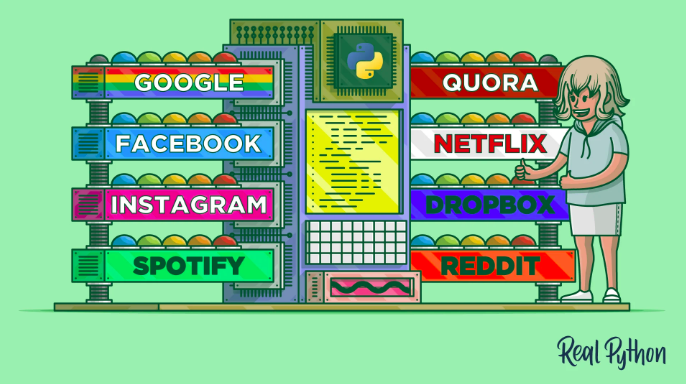 GOOGLE
FACEBOOK
INSTAGRAM
SPOTIFY
QUORA
NETFLIX
DROPBOX
REDDIT
Real Python